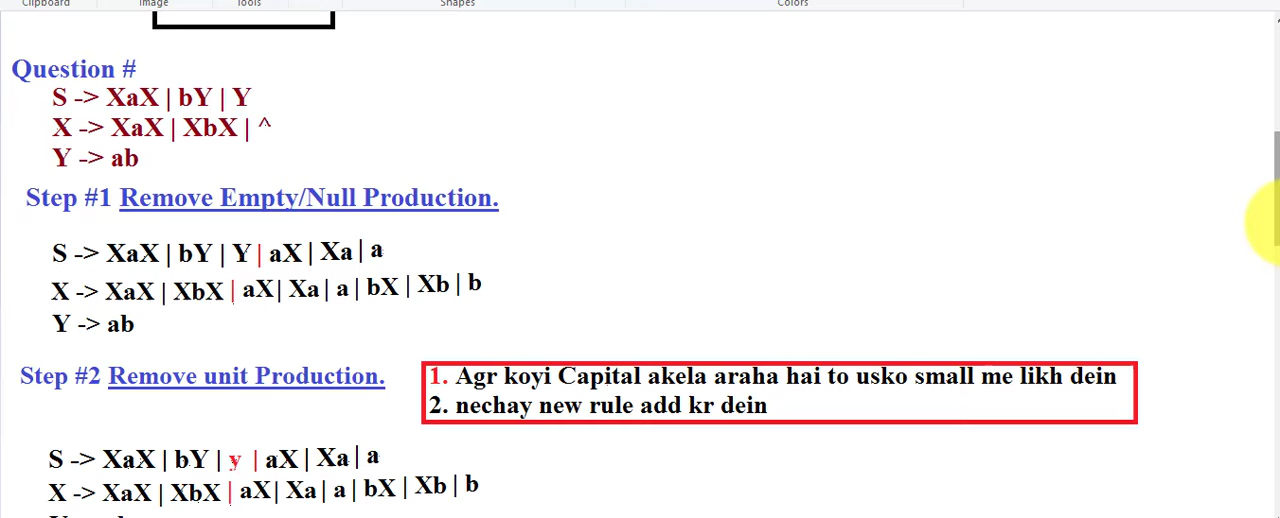 Clipboard Image Tools Shapes Colors
Question #
S -> XaX | bY | Y
X -> XaX | XbX | ^
Y -> ab
Step #1 Remove Empty/Null Production.
S -> XaX | bY | Y | aX | Xa | a
X -> XaX | XbX | aX| Xa | a | bX | Xb | b
Y -> ab
Step #2 Remove unit Production.
1. Agr koyi Capital akela araha hai to usko small me likh dein
2. nechay new rule add kr dein
S -> XaX | bY | y | aX | Xa | a
X -> XaX | XbX | aX| Xa | a | bX | Xb | b